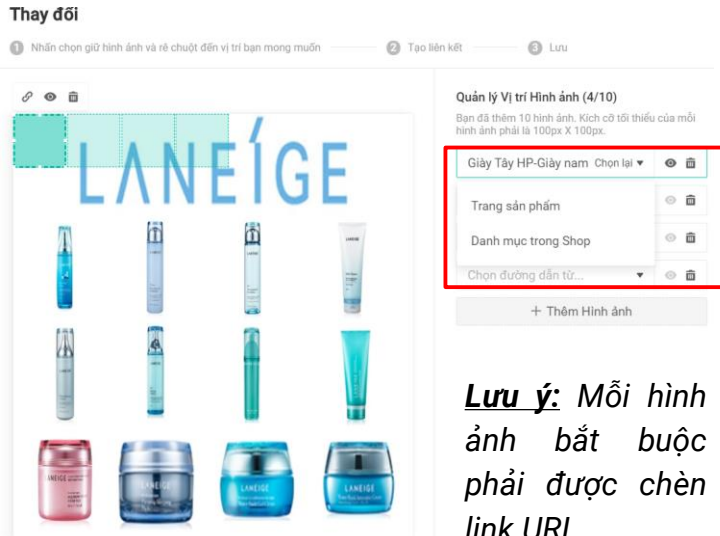 Thay đổi
1 Nhấn chọn giữ hình ảnh và rê chuột đến vị trí bạn mong muốn
2 Tạo liên kết
3 Lưu
LANEÍGE
Quản lý Vị trí Hình ảnh (4/10)
Bạn đã thêm 10 hình ảnh. Kích cỡ tối thiểu của mỗi
hình ảnh phải là 100px X 100px.
Giày Tây HP-Giày nam Chọn lại
Trang sản phẩm
Danh mục trong Shop
Chọn đường dẫn từ...
+ Thêm Hình ảnh
LANEIGE
LANEIGE
LANEIGE
Lưu ý: Mỗi hình
ảnh bắt buộc
phải được chèn
link URL